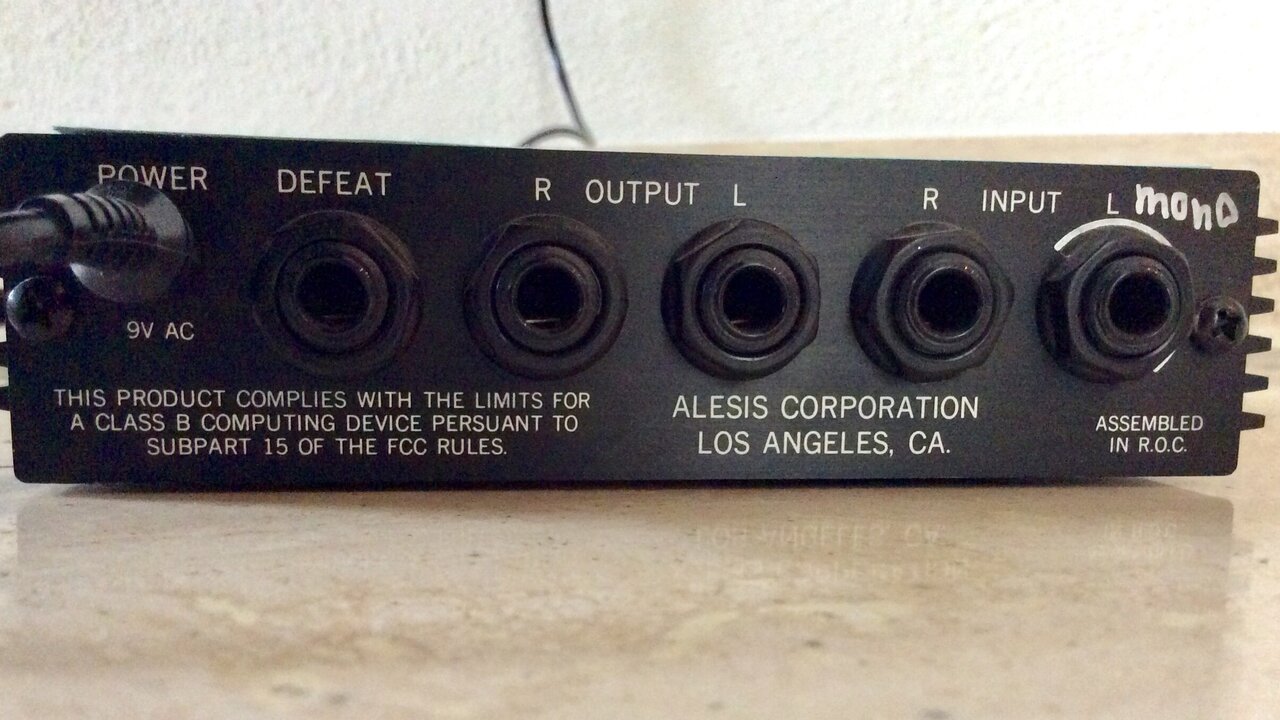 POWER DEFEAT R OUTPUT L R INPUT L mono
9V AC
THIS PRODUCT COMPLIES WITH THE LIMITS FOR
A CLASS B COMPUTING DEVICE PERSUANT TO
SUBPART 15 OF THE FCC RULES.
ALESIS CORPORATION
LOS ANGELES, CA.
ASSEMBLED
IN R.O.C.